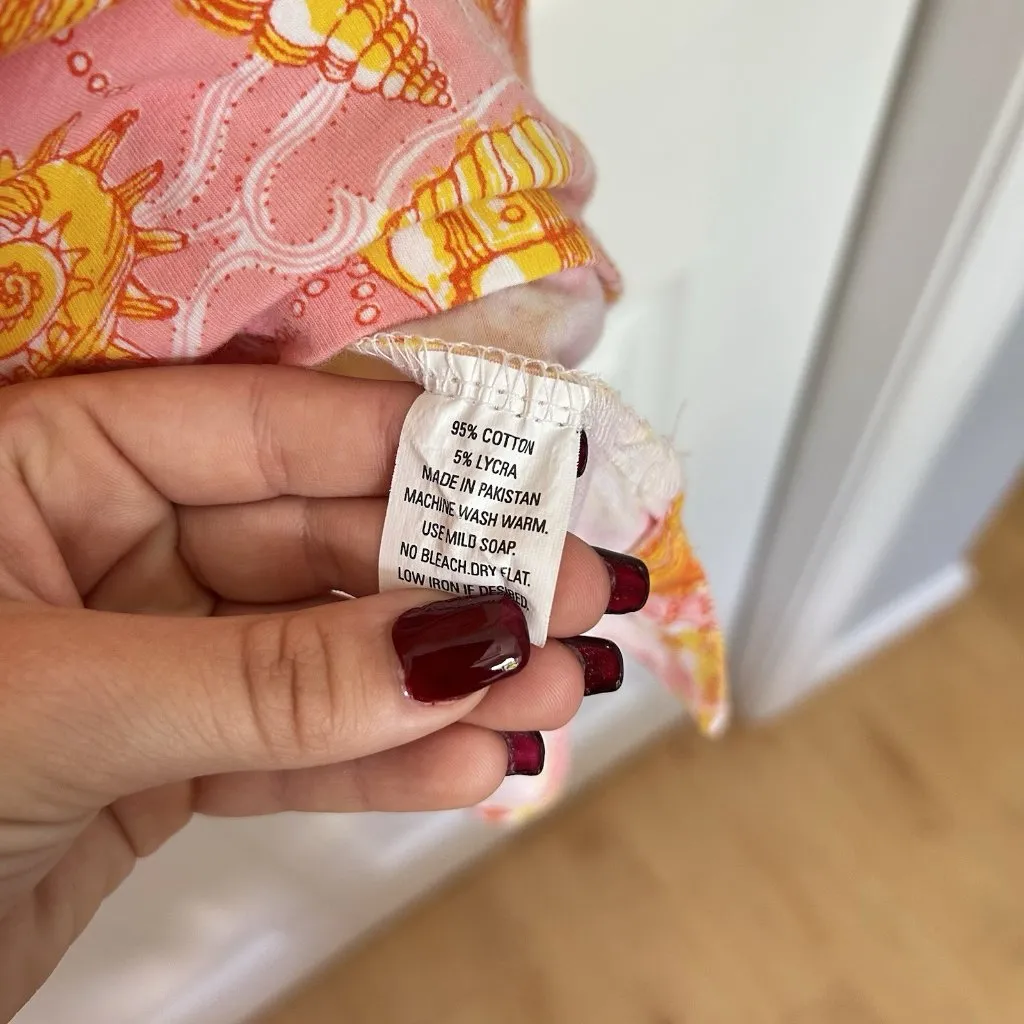 95% COTTON
5% LYCRA
MADE IN PAKISTAN
MACHINE WASH WARM.
USE MILD SOAP.
NO BLEACH.DRY FLAT.
LOW IRON IF DESIRED.